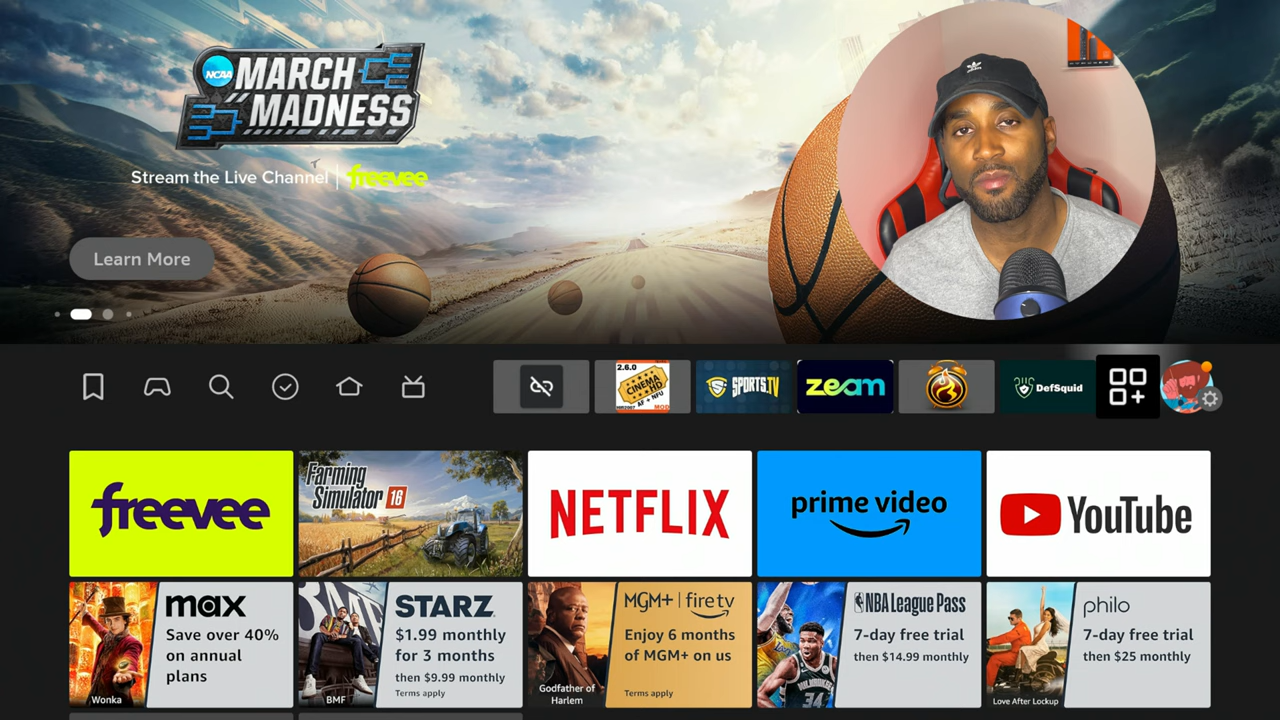 NCAA
MARCH
MADNESS
Stream the Live Channel | freevee
Learn More
2.6.0
CINEMA
HD
AF + NFU
MOD
SPORTS.TV
zeam
DefSquid
freevee
Farming
Simulator 16
NETFLIX
prime video
YouTube
max
Save over 40%
on annual
plans
Wonka
STARZ
$1.99 monthly
for 3 months
then $9.99 monthly
Terms apply
BMF
MGM+ | fire tv
Enjoy 6 months
of MGM+ on us
Terms apply
Godfather of
Harlem
NBA League Pass
7-day free trial
then $14.99 monthly
34
philo
7-day free trial
then $25 monthly
Love After Lockup